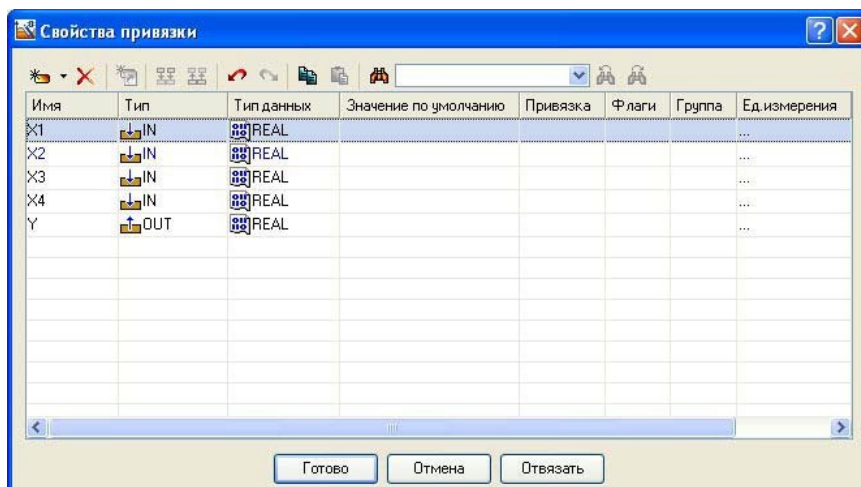 Свойства привязки
Имя Тип Тип данных Значение по умолчанию Привязка Флаги Группа Ед.измерения
X1 IN REAL ...
X2 IN REAL ...
X3 IN REAL ...
X4 IN REAL ...
Y OUT REAL ...
Готово Отмена Отвязать